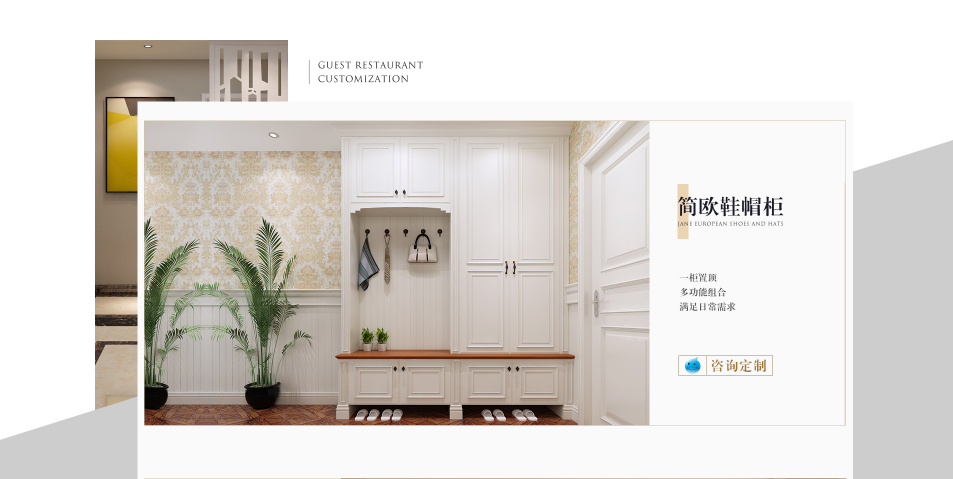 GUEST RESTAURANT
CUSTOMIZATION
简欧鞋帽柜
JANE EUROPEAN SHOES AND HATS
一柜置顶
多功能组合
满足日常需求
咨询定制